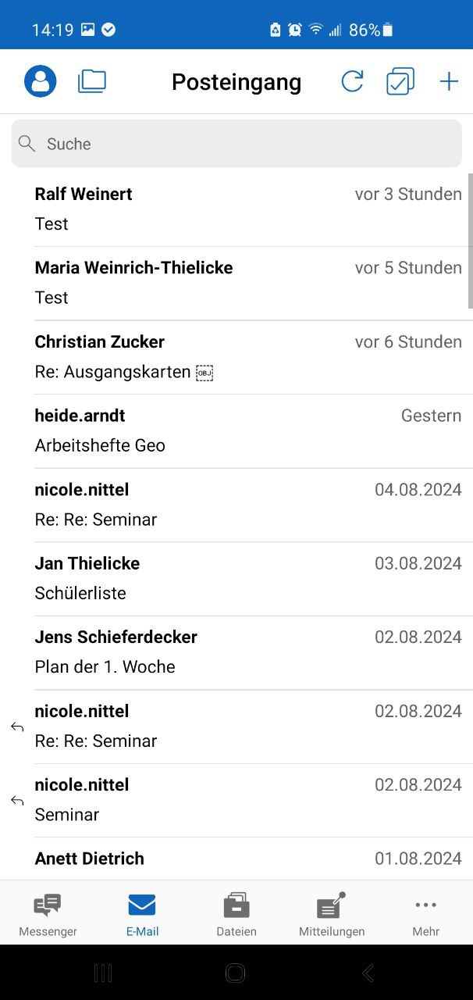 14:19 86%
Posteingang
Suche
Ralf Weinert vor 3 Stunden
Test
Maria Weinrich-Thielicke vor 5 Stunden
Test
Christian Zucker vor 6 Stunden
Re: Ausgangskarten OBJ
heide.arndt Gestern
Arbeitshefte Geo
nicole.nittel 04.08.2024
Re: Re: Seminar
Jan Thielicke 03.08.2024
Schülerliste
Jens Schieferdecker 02.08.2024
Plan der 1. Woche
nicole.nittel 02.08.2024
Re: Re: Seminar
nicole.nittel 02.08.2024
Seminar
Anett Dietrich 01.08.2024
Messenger E-Mail Dateien Mitteilungen Mehr